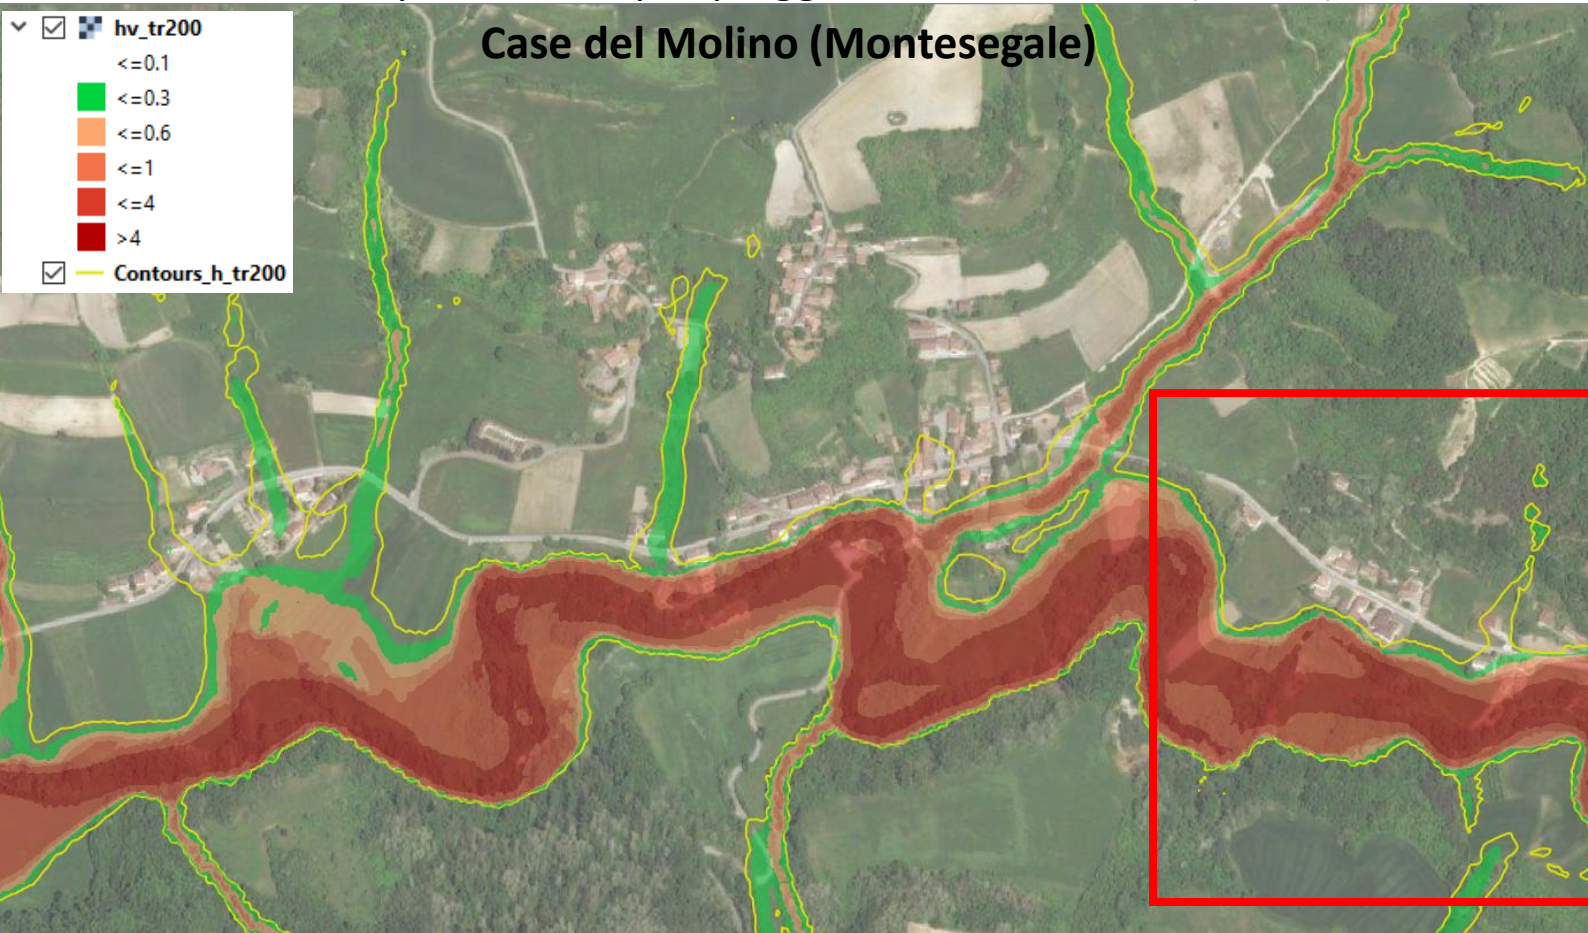 Case del Molino (Montesegale)
hv_tr200
<=0.1
<=0.3
<=0.6
<=1
<=4
>4
Contours_h_tr200